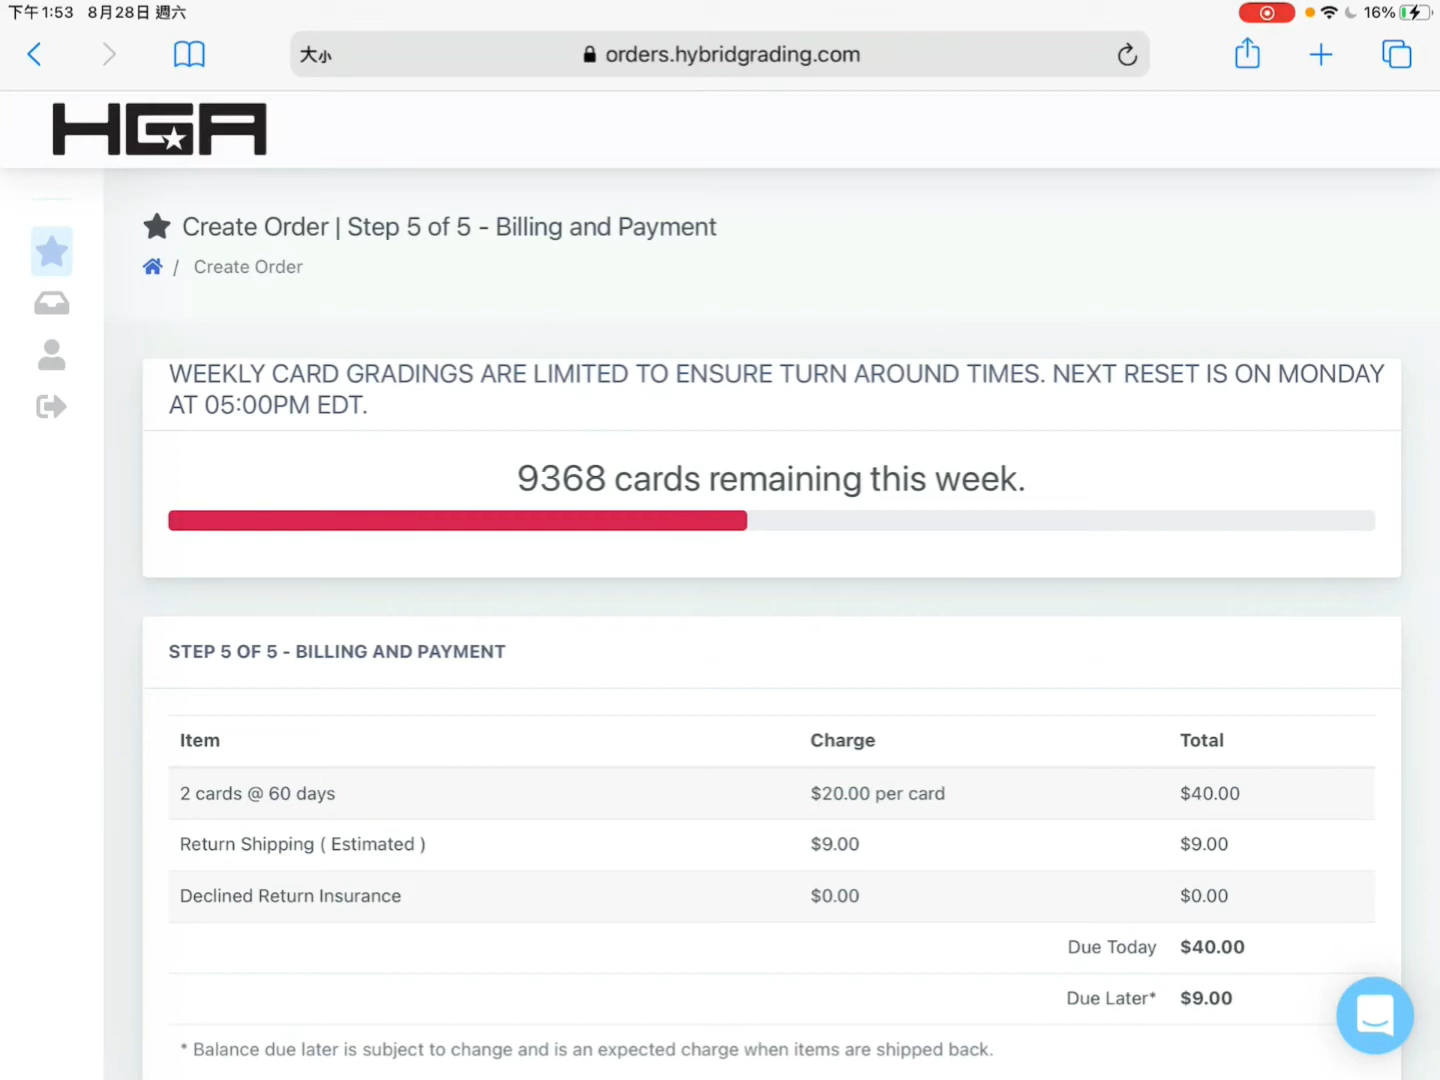 下午1:53 8月28日 週六
16%
大小 orders.hybridgrading.com
HGA
Create Order | Step 5 of 5 - Billing and Payment
/ Create Order
WEEKLY CARD GRADINGS ARE LIMITED TO ENSURE TURN AROUND TIMES. NEXT RESET IS ON MONDAY
AT 05:00PM EDT.
9368 cards remaining this week.
STEP 5 OF 5 - BILLING AND PAYMENT
Item Charge Total
2 cards @ 60 days $20.00 per card $40.00
Return Shipping ( Estimated ) $9.00 $9.00
Declined Return Insurance $0.00 $0.00
Due Today $40.00
Due Later* $9.00
* Balance due later is subject to change and is an expected charge when items are shipped back.